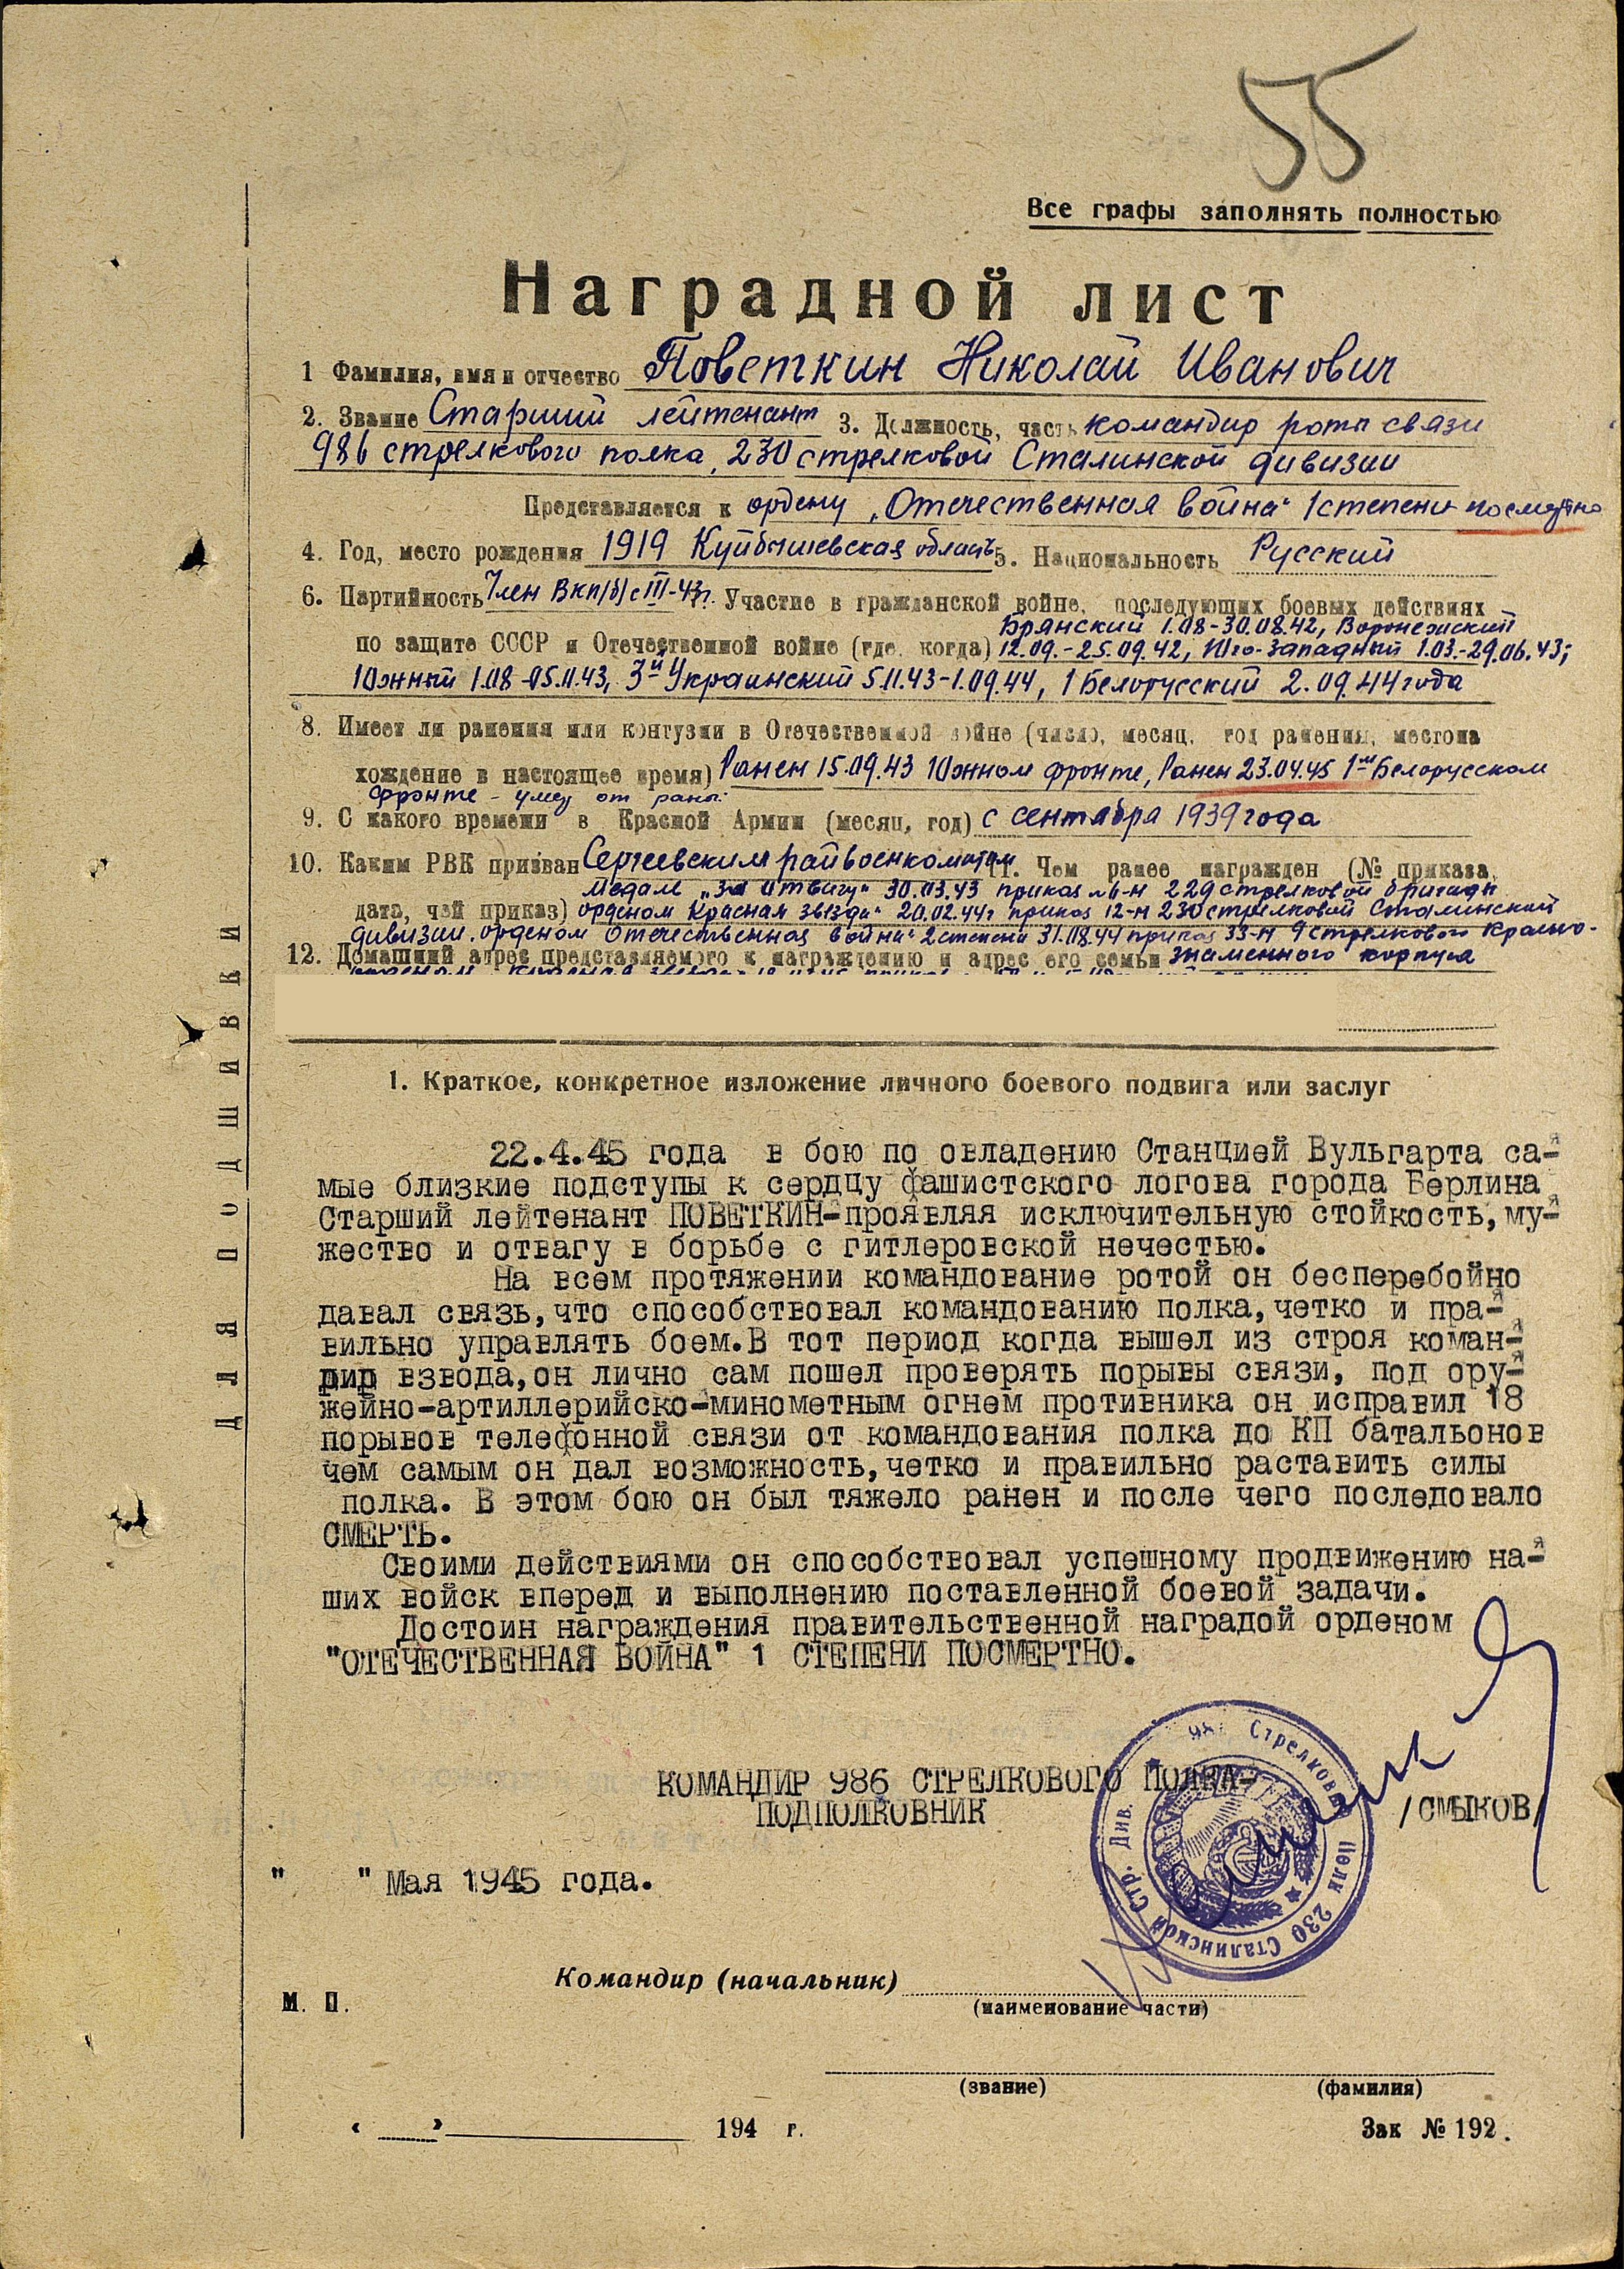 55
Все графы заполнять полностью
Наградной лист
1 Фамилия, имя и отчество Поветкин Николай Иванович
2. Звание Старший лейтенант 3. Должность, часть командир роты связи
986 стрелкового полка, 230 стрелковой Сталинской дивизии
Представляется к ордену „Отечественная война" 1 степени посмертно
4. Год, место рождения 1919 Куйбышевская область 5. Национальность Русский
6. Партийность Член ВКП/б/ с III-43г. Участие в гражданской войне, последующих боевых действиях
Брянский 1.08-30.08.42, Воронежский
по защите СССР и Отечественной войне (где, когда) 12.09.-25.09.42, Юго-Западный 1.03.-29.06.43;
Южный 1.08-05.11.43, 3й Украинский 5.11.43-1.09.44, 1 Белорусский 2.09.44 года
8. Имеет ли ранения или контузии в Отечественной войне (число, месяц, год ранения, местона
хождение в настоящее время) Ранен 15.09.43 Южном фронте, Ранен 23.04.45 1м Белорусском
фронте - умер от раны.
9. С какого времени в Красной Армии (месяц, год) с сентября 1939 года
10. Каким РВК призван Сергиевским райвоенкоматом 11. Чем ранее награжден (№ приказа,
медаль „За отвагу" 30.03.43 приказ №6-н 229 стрелковой бригады
дата, чей приказ) орденом Красная звезда" 20.02.44г приказ 12-н 230 стрелковой Сталинской
дивизии, орденом Отечественная война" 2 степени 31.08.44 приказ 33-н 9 стрелкового Красно-
12. Домашний адрес представляемого к награждению и адрес его семьи знаменного корпуса
1. Краткое, конкретное изложение личного боевого подвига или заслуг
22.4.45 года в бою по овладению Станцией Вульгарта са-
мые близкие подступы к сердцу фашистского логова города Берлина
Старший лейтенант ПОВЕТКИН-проявляя исключительную стойкость, му-
жество и отвагу в борьбе с гитлеровской нечестью.
На всем протяжении командование ротой он бесперебойно
давал связь, что способствовал командованию полка, четко и пра-
вильно управлять боем. В тот период когда вышел из строя коман-
дир взвода, он лично сам пошел проверять порывы связи, под ору-
жейно-артиллерийско-минометным огнем противника он исправил 18
порывов телефонной связи от командования полка до КП батальонов
чем самым он дал возможность, четко и правильно раставить силы
полка. В этом бою он был тяжело ранен и после чего последовало
СМЕРТЬ.
Своими действиями он способствовал успешному продвижению на-
ших войск вперед и выполнению поставленной боевой задачи.
Достоин награждения правительственной наградой орденом
"ОТЕЧЕСТВЕННАЯ ВОЙНА" 1 СТЕПЕНИ ПОСМЕРТНО.
КОМАНДИР 986 СТРЕЛКОВОГО ПОЛКА-
ПОДПОЛКОВНИК /СМЫКОВ/
986 Стрелковый полк 230 Сталинской Стр. Див.
" " Мая 1945 года.
Командир (начальник)
М. П.
(наименование части)
(звание) (фамилия)
« » 194 г.
Зак № 192.
ДЛЯ ПОДШИВКИ